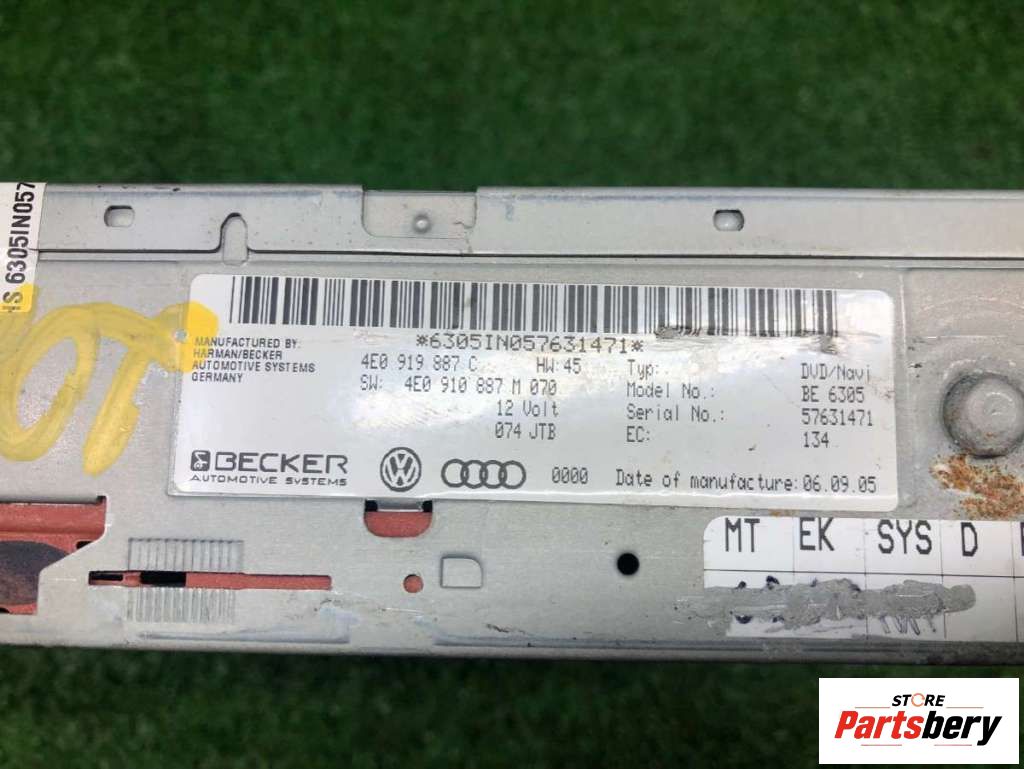 S 6305IN057
OT
*6305IN057631471*
MANUFACTURED BY:
HARMAN/BECKER
AUTOMOTIVE SYSTEMS
GERMANY
4E0 919 887 C HW:45
SW: 4E0 910 887 M 070
12 Volt
074 JTB
Typ: DVD/Navi
Model No.: BE 6305
Serial No.: 57631471
EC: 134
BECKER
AUTOMOTIVE SYSTEMS
0000 Date of manufacture: 06.09.05
MT EK SYS D
STORE
Partsbery